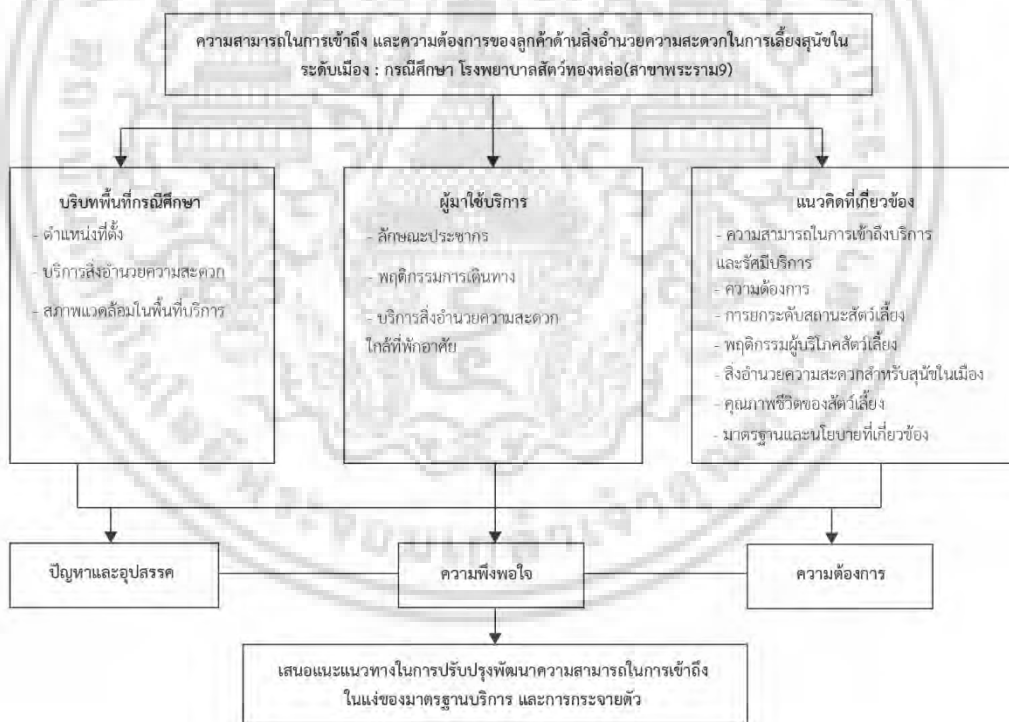 ความสามารถในการเข้าถึง และความต้องการของลูกค้าด้านสิ่งอำนวยความสะดวกในการเลี้ยงสุนัขใน
ระดับเมือง : กรณีศึกษา โรงพยาบาลสัตว์ทองหล่อ(สาขาพระราม9)
บริบทพื้นที่กรณีศึกษา
- ตำแหน่งที่ตั้ง
- บริการสิ่งอำนวยความสะดวก
- สภาพแวดล้อมในพื้นที่บริการ
ผู้มาใช้บริการ
- ลักษณะประชากร
- พฤติกรรมการเดินทาง
- บริการสิ่งอำนวยความสะดวก
ใกล้ที่พักอาศัย
แนวคิดที่เกี่ยวข้อง
- ความสามารถในการเข้าถึงบริการ
และรัศมีบริการ
- ความต้องการ
- การยกระดับสถานะสัตว์เลี้ยง
- พฤติกรรมผู้บริโภคสัตว์เลี้ยง
- สิ่งอำนวยความสะดวกสำหรับสุนัขในเมือง
- คุณภาพชีวิตของสัตว์เลี้ยง
- มาตรฐานและนโยบายที่เกี่ยวข้อง
ปัญหาและอุปสรรค
ความพึงพอใจ
ความต้องการ
เสนอแนะแนวทางในการปรับปรุงพัฒนาความสามารถในการเข้าถึง
ในแง่ของมาตรฐานบริการ และการกระจายตัว